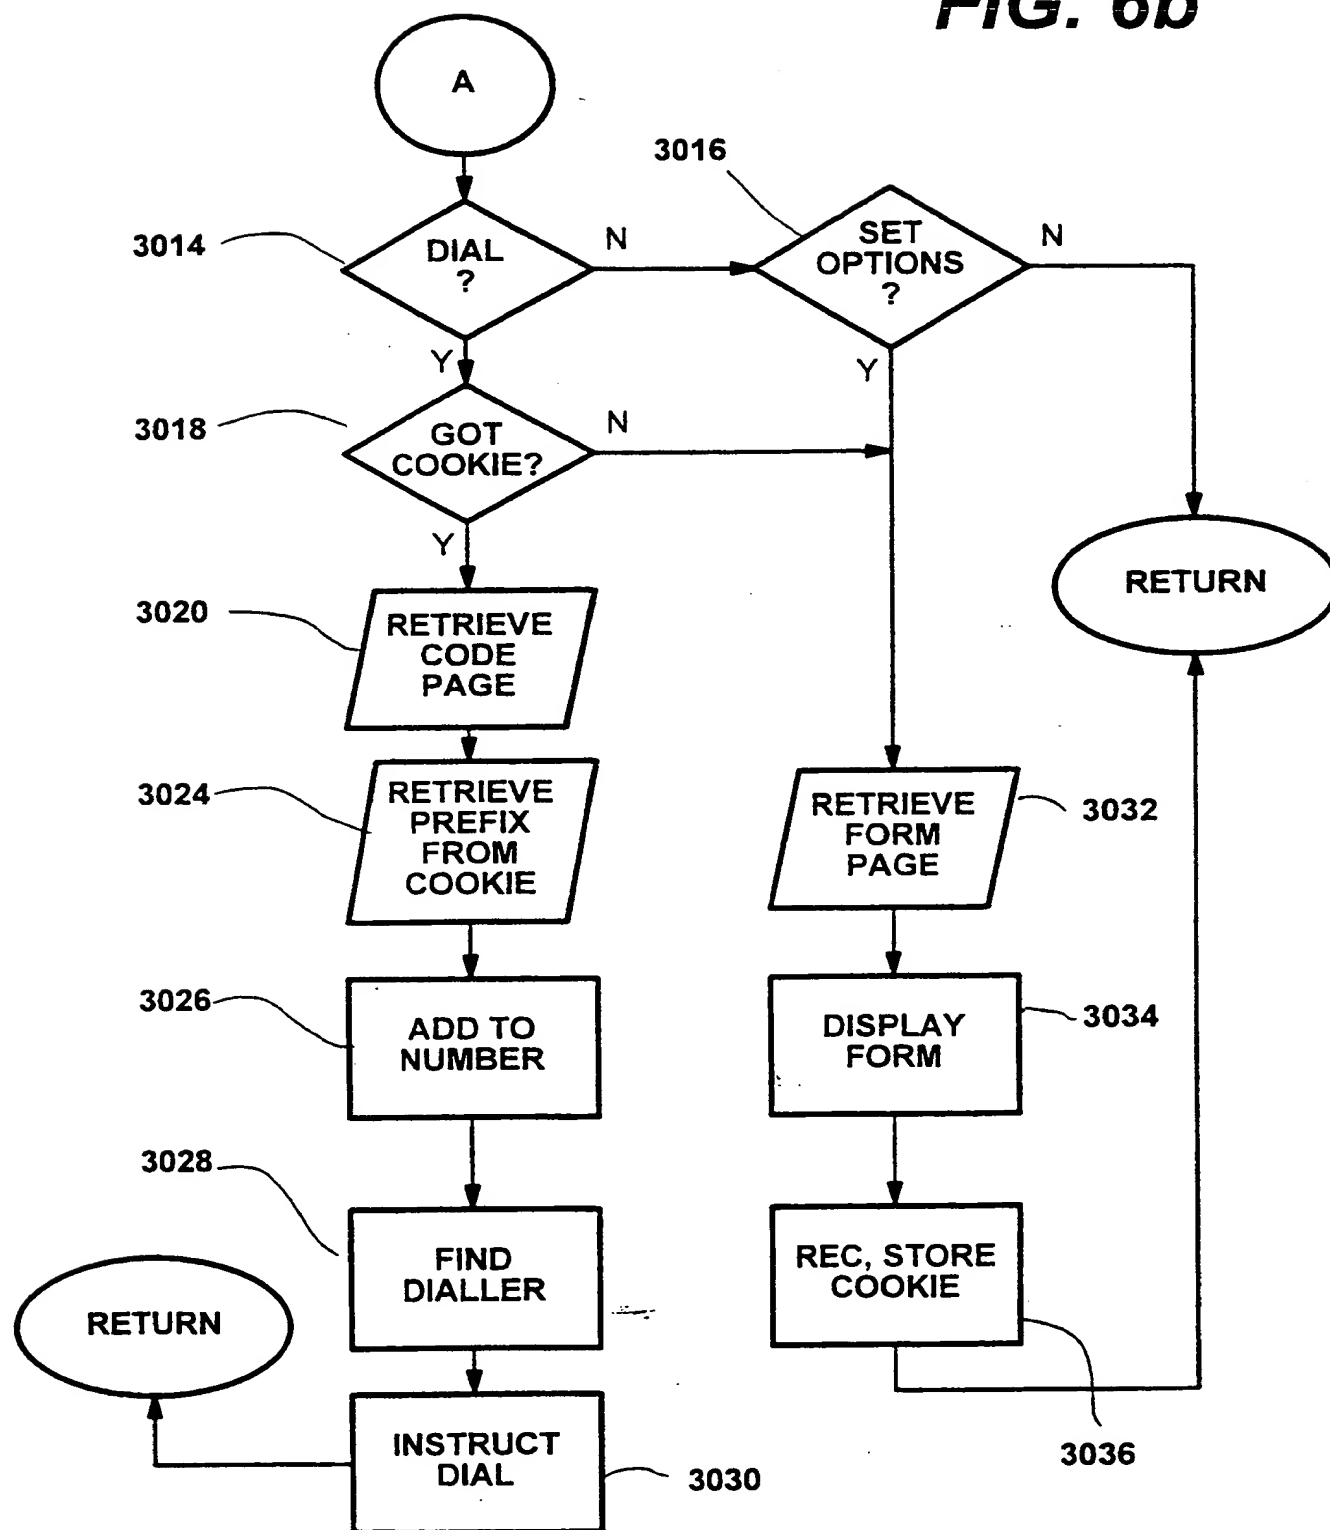 FIG. 6b
A
3016
3014
DIAL
?
N
SET
OPTIONS
?
N
Y
Y
3018
GOT
COOKIE?
N
Y
3020
RETRIEVE
CODE
PAGE
RETURN
3024
RETRIEVE
PREFIX
FROM
COOKIE
RETRIEVE
FORM
PAGE
3032
3026
ADD TO
NUMBER
DISPLAY
FORM
3034
3028
FIND
DIALLER
REC, STORE
COOKIE
RETURN
INSTRUCT
DIAL
3030
3036